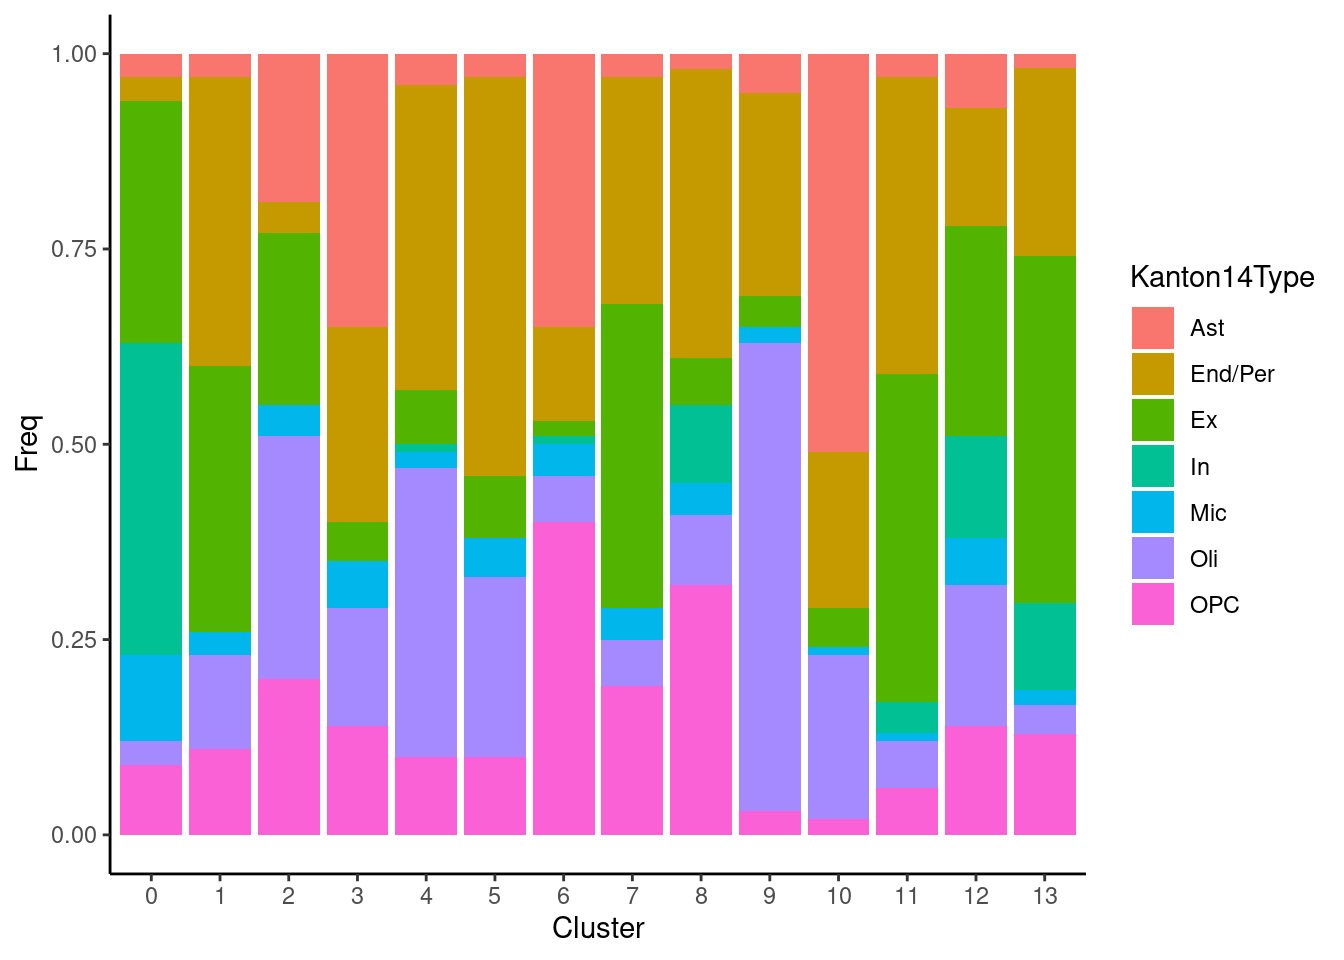 1.00
0.75
0.50
0.25
0.00
Freq
0 1 2 3 4 5 6 7 8 9 10 11 12 13
Cluster
Kanton14Type
Ast
End/Per
Ex
In
Mic
Oli
OPC